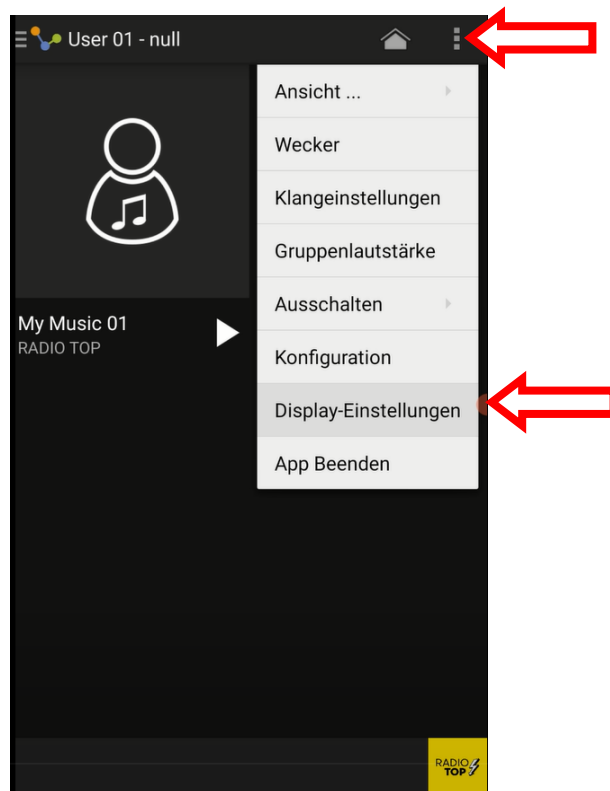 User 01 - null
Ansicht ...
Wecker
Klangeinstellungen
Gruppenlautstärke
Ausschalten
Konfiguration
Display-Einstellungen
App Beenden
My Music 01
RADIO TOP
RADIO
TOP